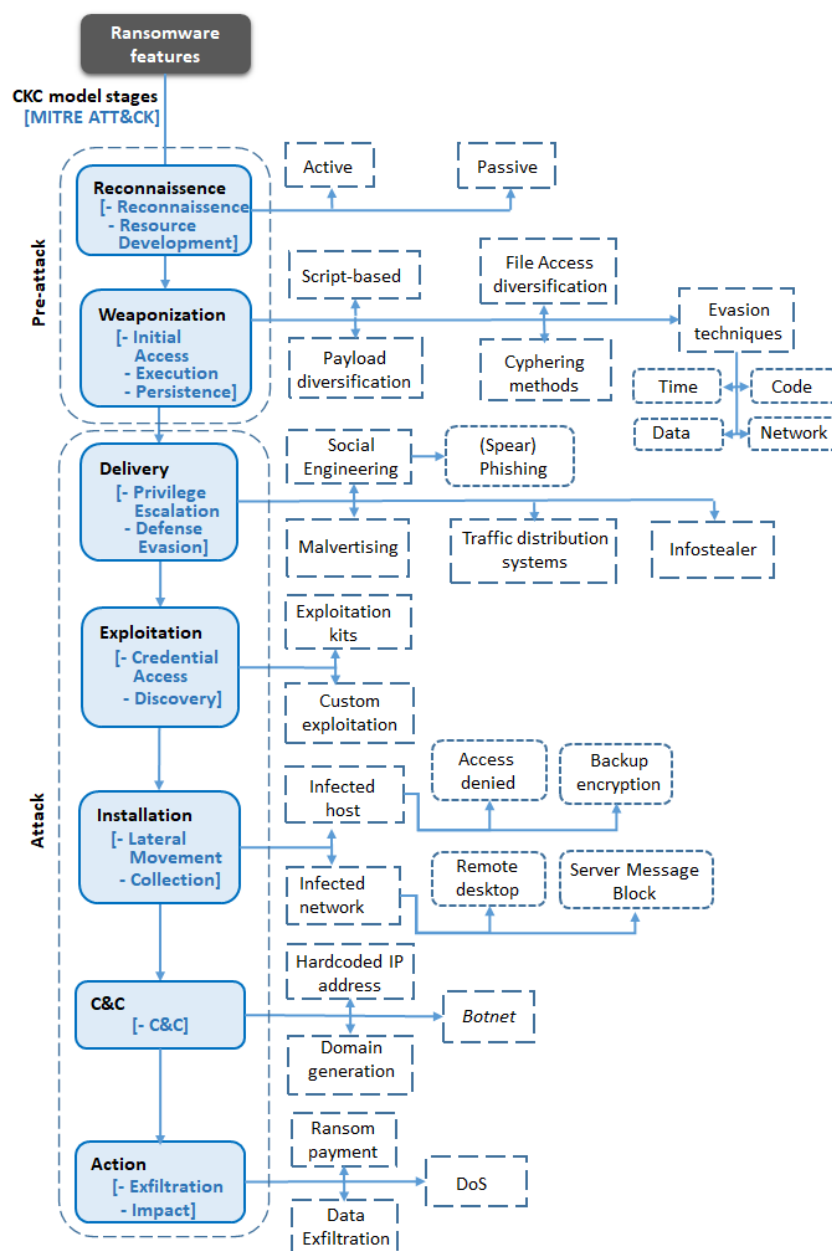 Ransomware
features
CKC model stages
[MITRE ATT&CK]
Pre-attack
Reconnaissence
[- Reconnaissence
- Resource
Development]
Active
Passive
Weaponization
[- Initial
Access
- Execution
- Persistence]
Script-based
Payload
diversification
File Access
diversification
Cyphering
methods
Evasion
techniques
Time
Code
Data
Network
Attack
Delivery
[- Privilege
Escalation
- Defense
Evasion]
Social
Engineering
(Spear)
Phishing
Malvertising
Traffic distribution
systems
Infostealer
Exploitation
[- Credential
Access
- Discovery]
Exploitation
kits
Custom
exploitation
Installation
[- Lateral
Movement
- Collection]
Infected
host
Access
denied
Backup
encryption
Infected
network
Remote
desktop
Server Message
Block
C&C
[- C&C]
Hardcoded IP
address
Domain
generation
Botnet
Action
[- Exfiltration
- Impact]
Ransom
payment
Data
Exfiltration
DoS